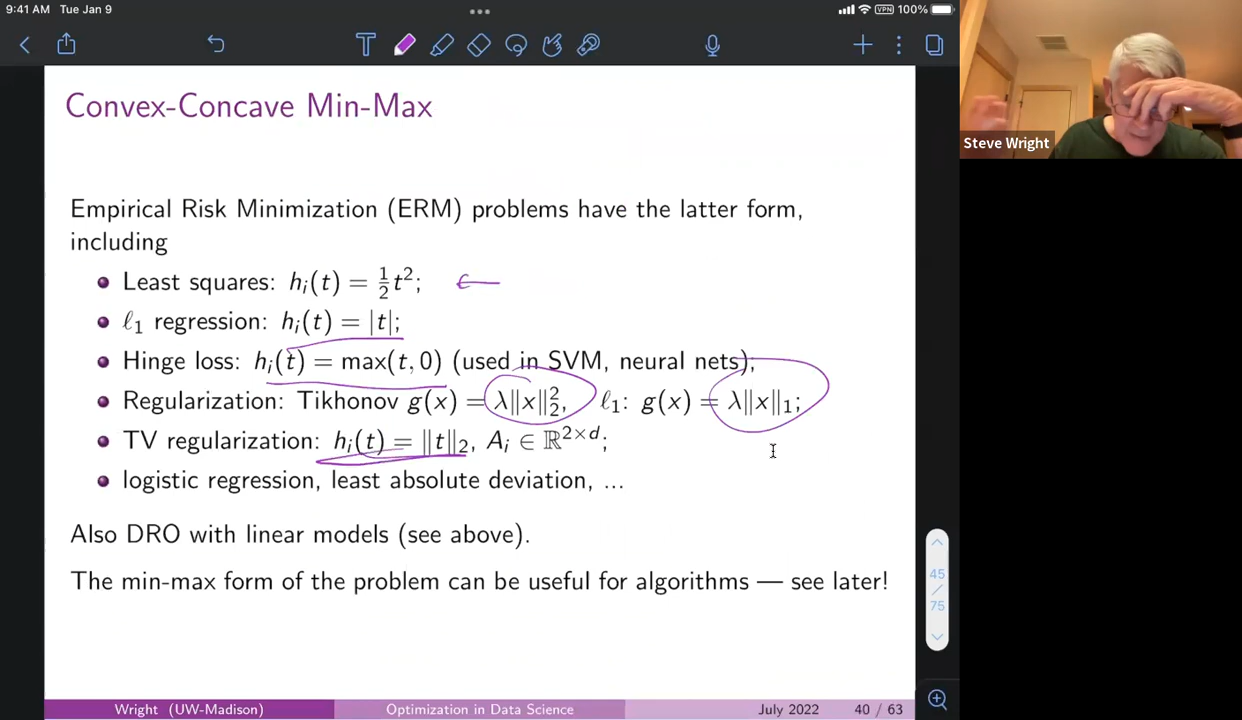 9:41 AM Tue Jan 9
VPN 100%
Convex-Concave Min-Max
Empirical Risk Minimization (ERM) problems have the latter form,
including
Least squares: hᵢ(t) = ½t²;
ℓ₁ regression: hᵢ(t) = |t|;
Hinge loss: hᵢ(t) = max(t, 0) (used in SVM, neural nets);
Regularization: Tikhonov g(x) = λ‖x‖₂², ℓ₁: g(x) = λ‖x‖₁;
TV regularization: hᵢ(t) = ‖t‖₂, Aᵢ ∈ ℝ²ˣᵈ;
logistic regression, least absolute deviation, ...
Also DRO with linear models (see above).
The min-max form of the problem can be useful for algorithms — see later!
45
/
75
Wright (UW-Madison) Optimization in Data Science July 2022 40 / 63
Steve Wright